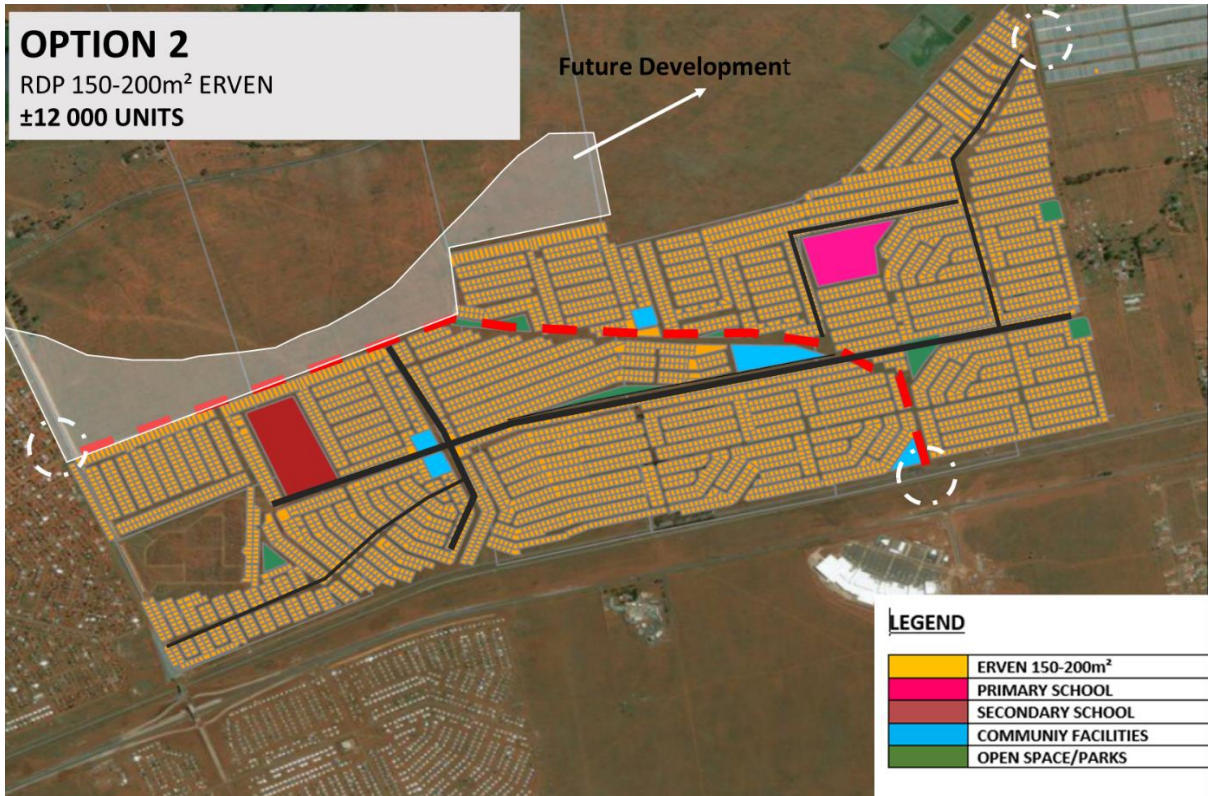 OPTION 2
RDP 150-200m² ERVEN
±12 000 UNITS
Future Development
LEGEND
ERVEN 150-200m²
PRIMARY SCHOOL
SECONDARY SCHOOL
COMMUNIY FACILITIES
OPEN SPACE/PARKS